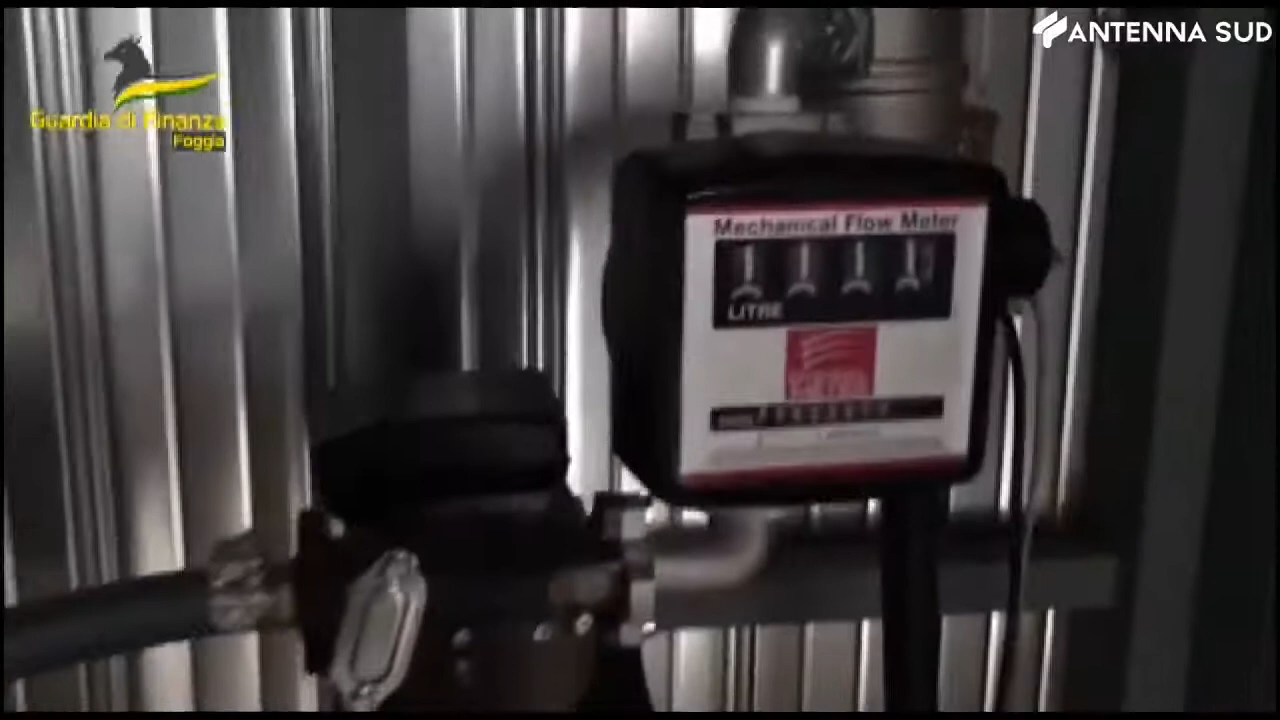 ANTENNA SUD
Guardia di Finanza
Foggia
Mechanical Flow Meter
LITRE